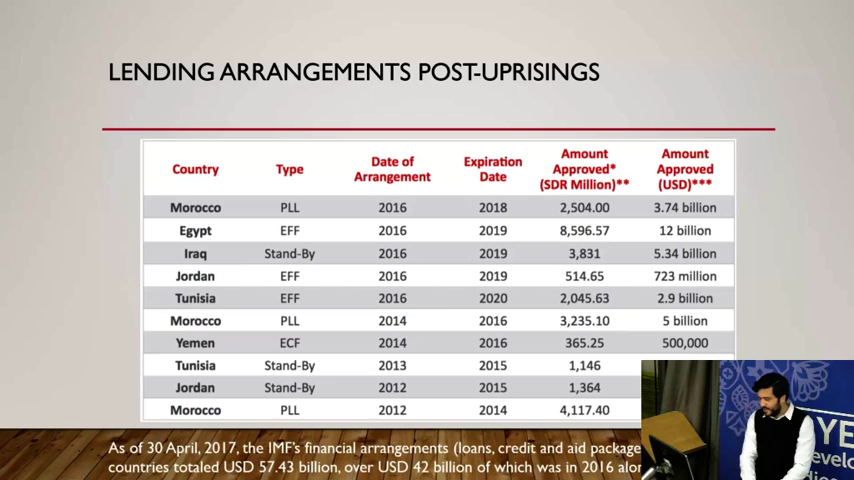 LENDING ARRANGEMENTS POST-UPRISINGS
Country Type Date of Arrangement Expiration Date Amount Approved* (SDR Million)** Amount Approved (USD)***
Morocco PLL 2016 2018 2,504.00 3.74 billion
Egypt EFF 2016 2019 8,596.57 12 billion
Iraq Stand-By 2016 2019 3,831 5.34 billion
Jordan EFF 2016 2019 514.65 723 million
Tunisia EFF 2016 2020 2,045.63 2.9 billion
Morocco PLL 2014 2016 3,235.10 5 billion
Yemen ECF 2014 2016 365.25 500,000
Tunisia Stand-By 2013 2015 1,146
Jordan Stand-By 2012 2015 1,364
Morocco PLL 2012 2014 4,117.40
As of 30 April, 2017, the IMF's financial arrangements (loans, credit and aid package
countries totaled USD 57.43 billion, over USD 42 billion of which was in 2016 alon
YE
evelo
dies